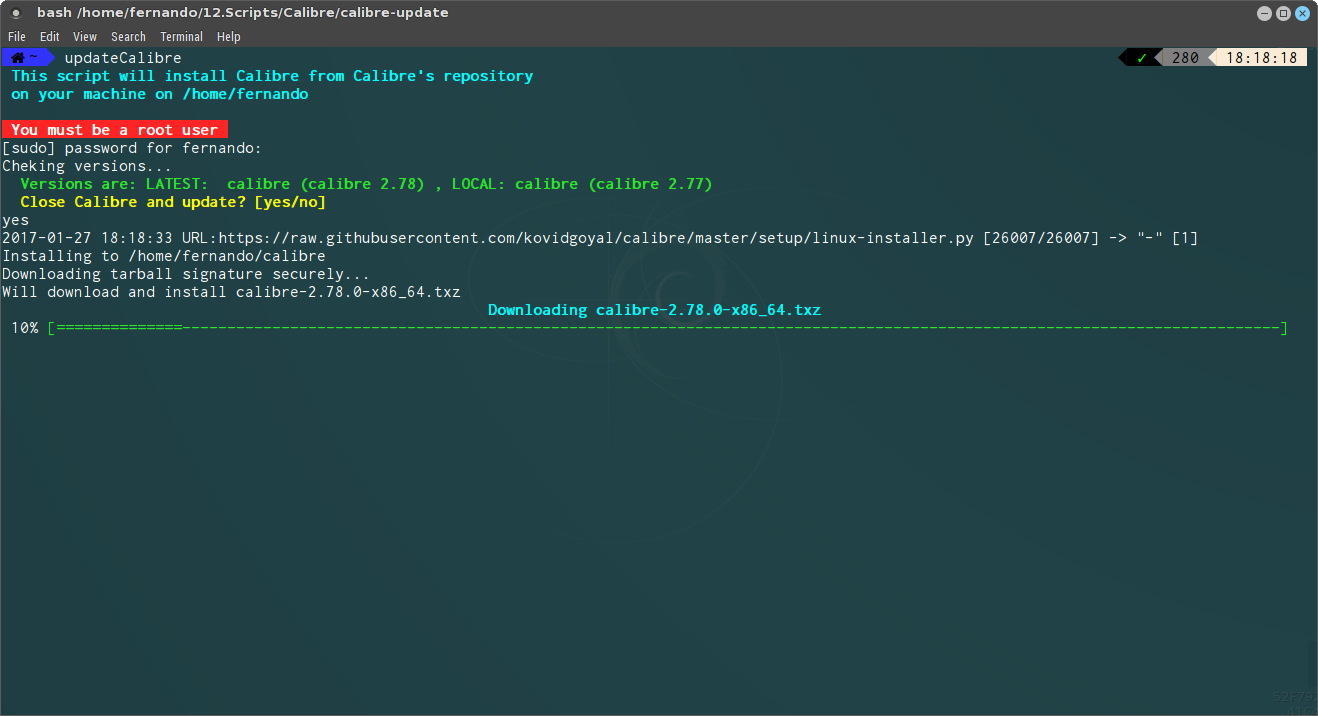 bash /home/fernando/12.Scripts/Calibre/calibre-update
File Edit View Search Terminal Help
~ updateCalibre ✓ 280 18:18:18
This script will install Calibre from Calibre's repository
on your machine on /home/fernando
You must be a root user
[sudo] password for fernando:
Cheking versions...
Versions are: LATEST:  calibre (calibre 2.78) , LOCAL: calibre (calibre 2.77)
Close Calibre and update? [yes/no]
yes
2017-01-27 18:18:33 URL:https://raw.githubusercontent.com/kovidgoyal/calibre/master/setup/linux-installer.py [26007/26007] -> "-" [1]
Installing to /home/fernando/calibre
Downloading tarball signature securely...
Will download and install calibre-2.78.0-x86_64.txz
Downloading calibre-2.78.0-x86_64.txz
10% [==============--------------------------------------------------------------------------------------------------------------------------]